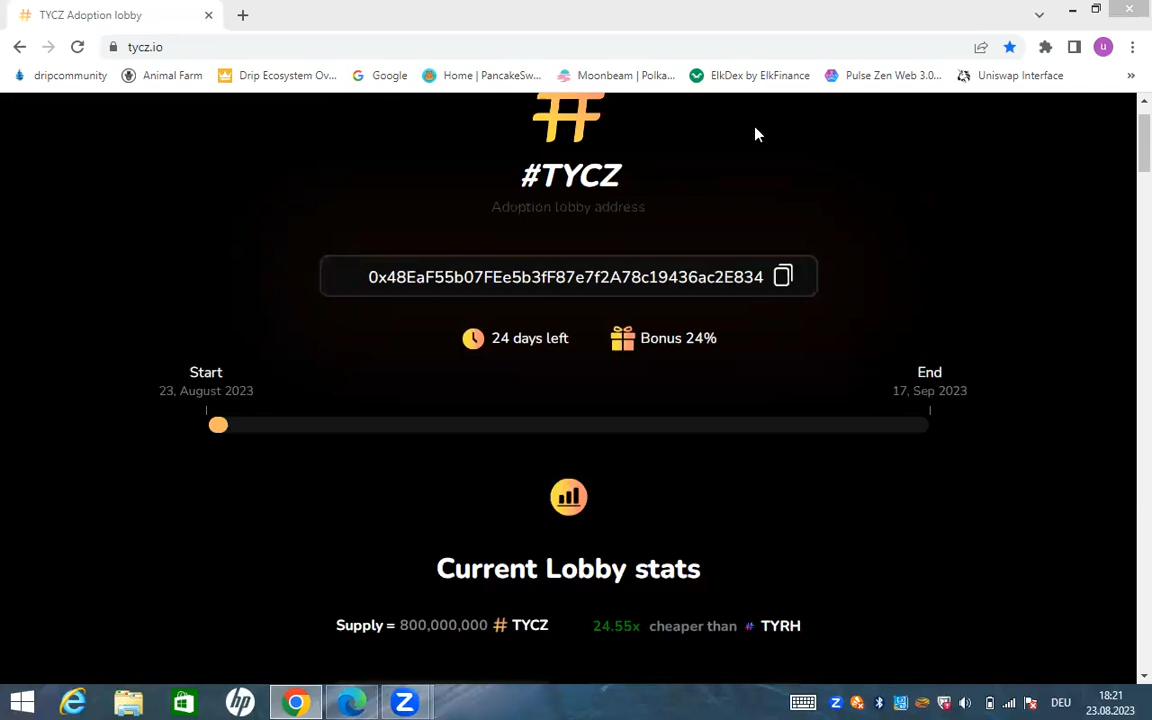 TYCZ Adoption lobby
tycz.io
u
dripcommunity
Animal Farm
Drip Ecosystem Ov...
Google
Home | PancakeSw...
Moonbeam | Polka...
ElkDex by ElkFinance
Pulse Zen Web 3.0...
Uniswap Interface
»
#TYCZ
Adoption lobby address
0x48EaF55b07FEe5b3fF87e7f2A78c19436ac2E834
24 days left
Bonus 24%
Start
End
23, August 2023
17, Sep 2023
Current Lobby stats
Supply = 800,000,000 # TYCZ
24.55x cheaper than # TYRH
hp
Z
Z
DEU
18:21
23.08.2023